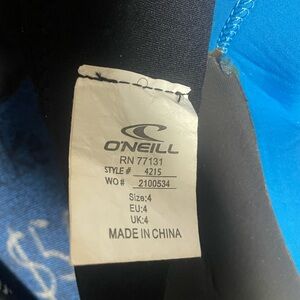 O'NEILL
RN 77131
STYLE # 4215
WO # 2100534
Size:4
EU:4
UK:4
MADE IN CHINA